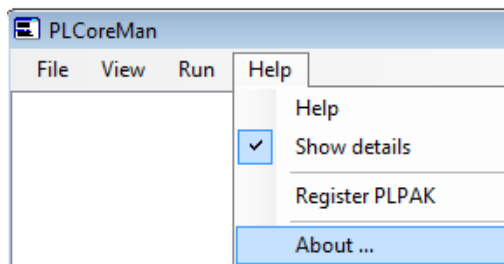 PLCoreMan
File View Run Help
Help
Show details
Register PLPAK
About ...